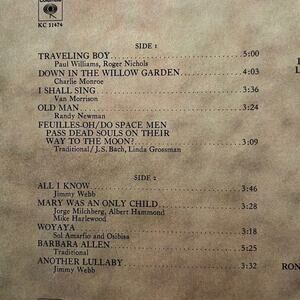 KC 31474
SIDE 1
TRAVELING BOY 5:00
Paul Williams, Roger Nichols
DOWN IN THE WILLOW GARDEN 4:03
Charlie Monroe
I SHALL SING 3:36
Van Morrison
OLD MAN 3:24
Randy Newman
FEUILLES-OH/DO SPACE MEN
PASS DEAD SOULS ON THEIR
WAY TO THE MOON? 3:09
Traditional/J.S. Bach, Linda Grossman
SIDE 2
ALL I KNOW 3:46
Jimmy Webb
MARY WAS AN ONLY CHILD 3:28
Jorge Milchberg, Albert Hammond
Mike Harlewood
WOYAYA 3:18
Sol Amarfio and Osibisa
BARBARA ALLEN 5:25
Traditional
ANOTHER LULLABY 3:32
Jimmy Webb
RON